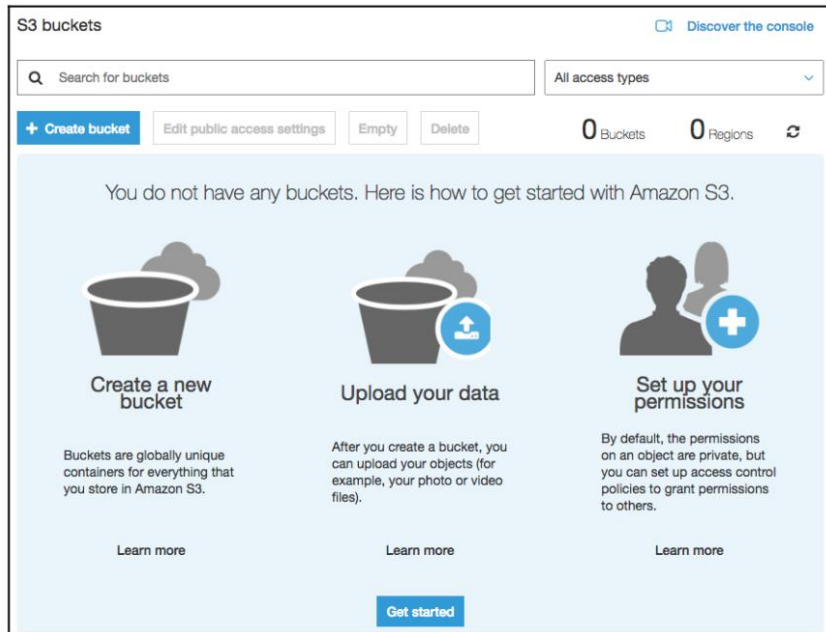 S3 buckets
Discover the console
Search for buckets
All access types
+ Create bucket
Edit public access settings
Empty
Delete
0 Buckets
0 Regions
You do not have any buckets. Here is how to get started with Amazon S3.
Create a new
bucket
Buckets are globally unique
containers for everything that
you store in Amazon S3.
Learn more
Upload your data
After you create a bucket, you
can upload your objects (for
example, your photo or video
files).
Learn more
Set up your
permissions
By default, the permissions
on an object are private, but
you can set up access control
policies to grant permissions
to others.
Learn more
Get started